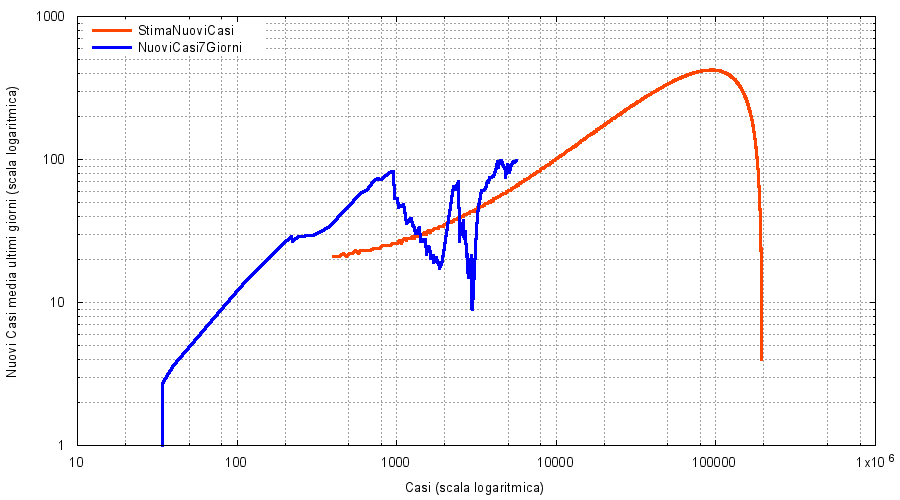 1000
StimaNuoviCasi
NuoviCasi7Giorni
100
10
1
Nuovi Casi media ultimi giorni (scala logaritmica)
10
100
1000
10000
100000
1x10 6
Casi (scala logaritmica)